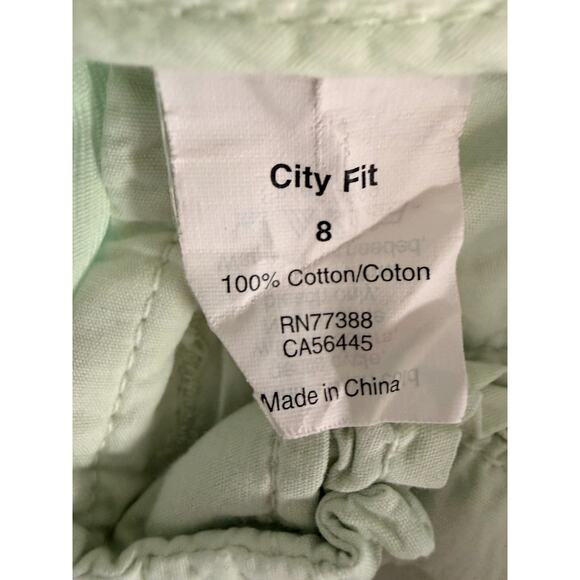 City Fit
8
100% Cotton/Coton
RN77388
CA56445
Made in China